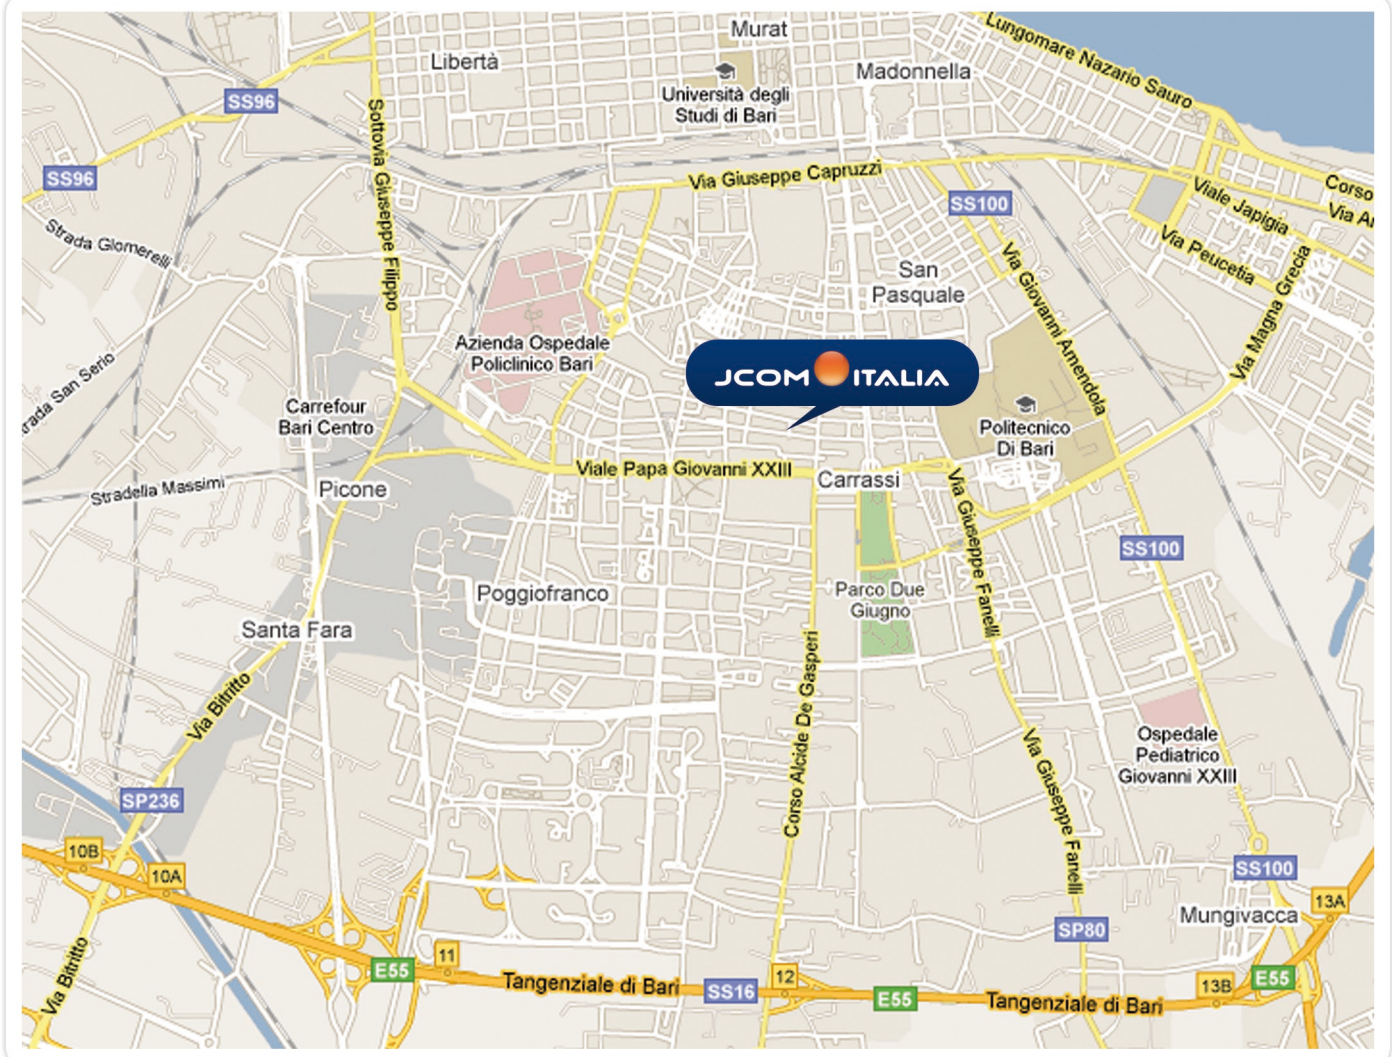 Murat
Libertà
Lungomare Nazario Sauro
Università degli
Studi di Bari
Madonnella
SS96
SS96
Sottovia Giuseppe Filippo
Via Giuseppe Capruzzi
SS100
Viale Japigia
Corso
Via
Strada Glomerelli
Via Peucetia
San
Pasquale
Via Giovanni Amendola
Via Magna Grecia
Azienda Ospedale
Policlinico Bari
JCOM ITALIA
San Serio
Carrefour
Bari Centro
Politecnico
Di Bari
Viale Papa Giovanni XXIII
Carrassi
Stradella Massimi
Picone
Via Giuseppe Fanelli
SS100
Poggiofranco
Parco Due
Giugno
Santa Fara
Via Bitritto
Corso Alcide De Gasperi
Ospedale
Pediatrico
Giovanni XXIII
Via Giuseppe Fanelli
SP236
10B
10A
SS100
13A
Mungivacca
SP80
Via Bitritto
11
E55
Tangenziale di Bari
SS16
12
E55
Tangenziale di Bari
13B
E55